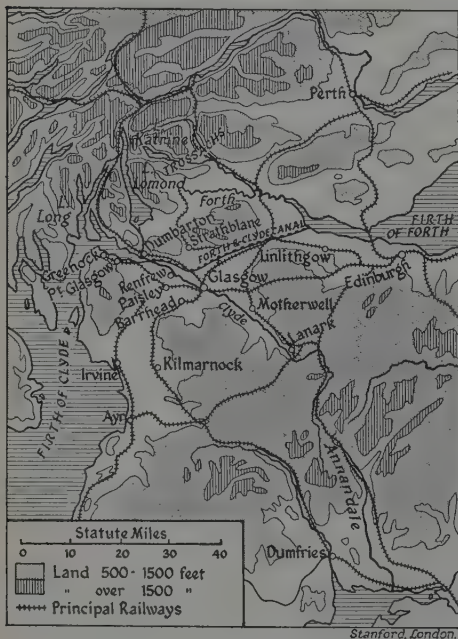 Perth
L. Katrine
Trossachs
L. Lomond
Forth
L. Long
Dumbarton
Strathblane
FORTH & CLYDE CANAL
FIRTH
OF FORTH
Greenock
Pt Glasgow
Linlithgow
Renfrew
Glasgow
Edinburgh
Paisley
Barrhead
Clyde
Motherwell
Lanark
FIRTH OF CLYDE
Irvine
Kilmarnock
Ayr
Annandale
Dumfries
Statute Miles
0 10 20 30 40
Land 500-1500 feet
" over 1500 "
Principal Railways
Stanford, London.